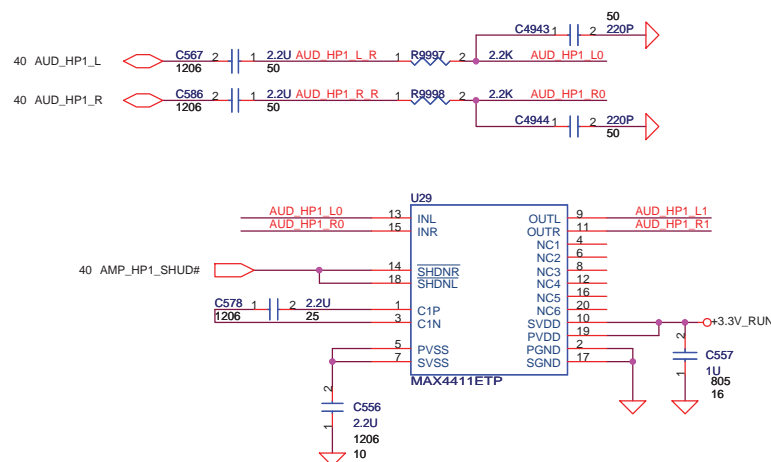 50
C4943 1 2 220P
40 AUD_HP1_L C567 2 1 2.2U AUD_HP1_L_R 1 R9997 2 2.2K AUD_HP1_L0
1206 50
40 AUD_HP1_R C586 2 1 2.2U AUD_HP1_R_R 1 R9998 2 2.2K AUD_HP1_R0
1206 50
C4944 1 2 220P
50
U29
AUD_HP1_L0 13 INL OUTL 9 AUD_HP1_L1
AUD_HP1_R0 15 INR OUTR 11 AUD_HP1_R1
NC1 4
NC2 6
40 AMP_HP1_SHUD# 14 SHDNR NC3 8
18 SHDNL NC4 12
NC5 16
C578 1 2 2.2U 1 C1P NC6 20
1206 25 3 C1N SVDD 10 +3.3V_RUN
PVDD 19
5 PVSS PGND 2
7 SVSS SGND 17
MAX4411ETP
2 C557
1U
1 805
16
2 C556
1 2.2U
1206
10